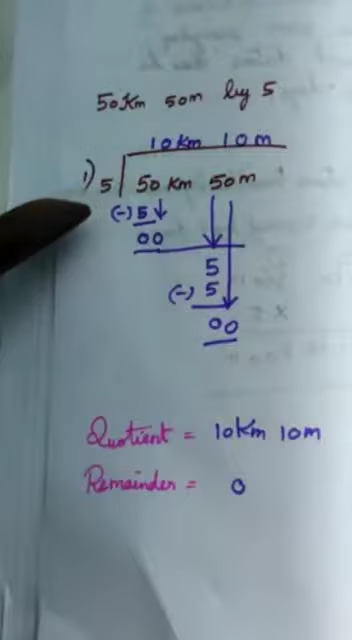 50Km 50m by 5
10Km 10m
1) 5 50 Km 50m
(-) 5
00
5
(-) 5
00
Quotient = 10Km 10m
Remainder = 0